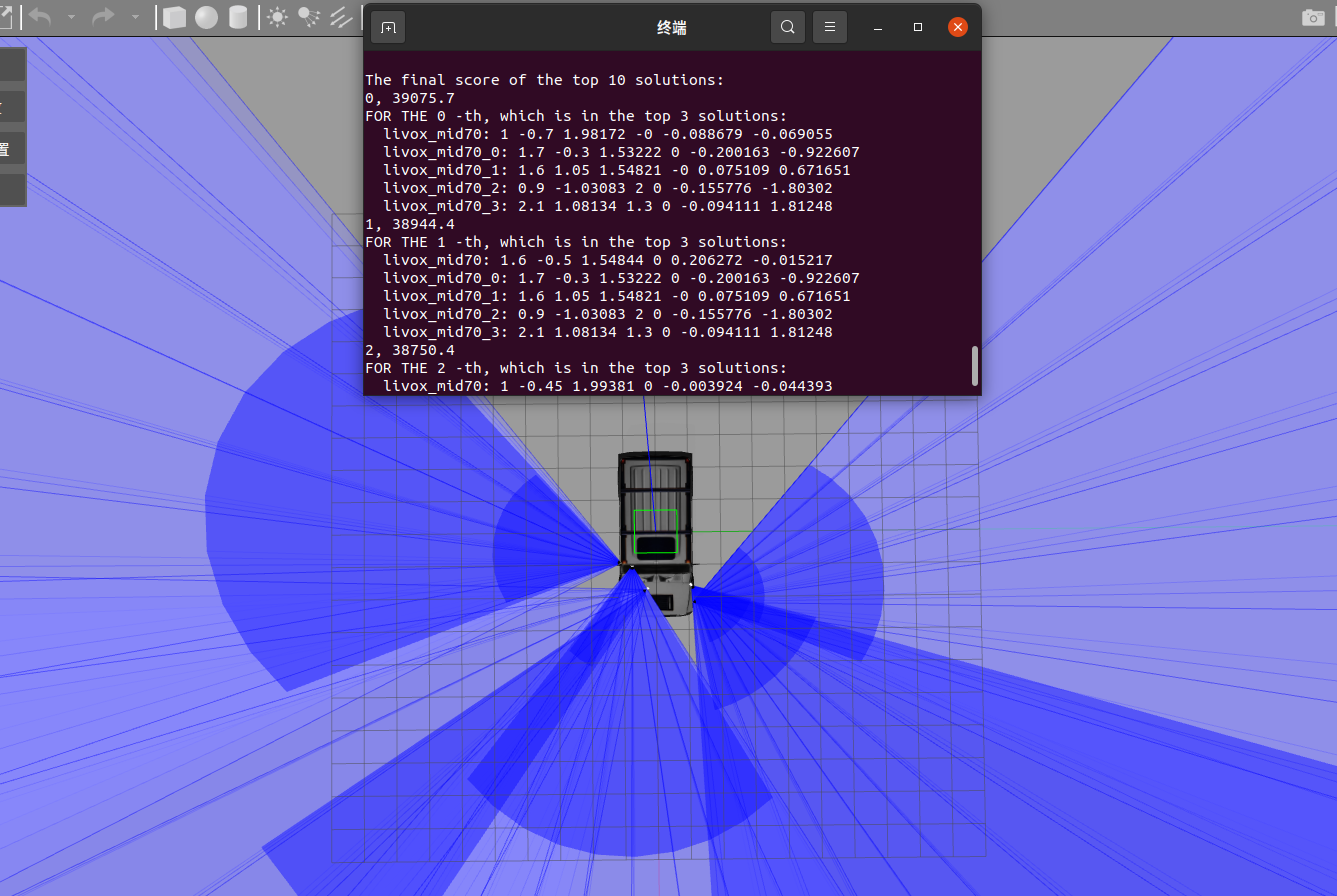 终端
The final score of the top 10 solutions:
0, 39075.7
FOR THE 0 -th, which is in the top 3 solutions:
livox_mid70: 1 -0.7 1.98172 -0 -0.088679 -0.069055
livox_mid70_0: 1.7 -0.3 1.53222 0 -0.200163 -0.922607
livox_mid70_1: 1.6 1.05 1.54821 -0 0.075109 0.671651
livox_mid70_2: 0.9 -1.03083 2 0 -0.155776 -1.80302
livox_mid70_3: 2.1 1.08134 1.3 0 -0.094111 1.81248
1, 38944.4
FOR THE 1 -th, which is in the top 3 solutions:
livox_mid70: 1.6 -0.5 1.54844 0 0.206272 -0.015217
livox_mid70_0: 1.7 -0.3 1.53222 0 -0.200163 -0.922607
livox_mid70_1: 1.6 1.05 1.54821 -0 0.075109 0.671651
livox_mid70_2: 0.9 -1.03083 2 0 -0.155776 -1.80302
livox_mid70_3: 2.1 1.08134 1.3 0 -0.094111 1.81248
2, 38750.4
FOR THE 2 -th, which is in the top 3 solutions:
livox_mid70: 1 -0.45 1.99381 0 -0.003924 -0.044393
置